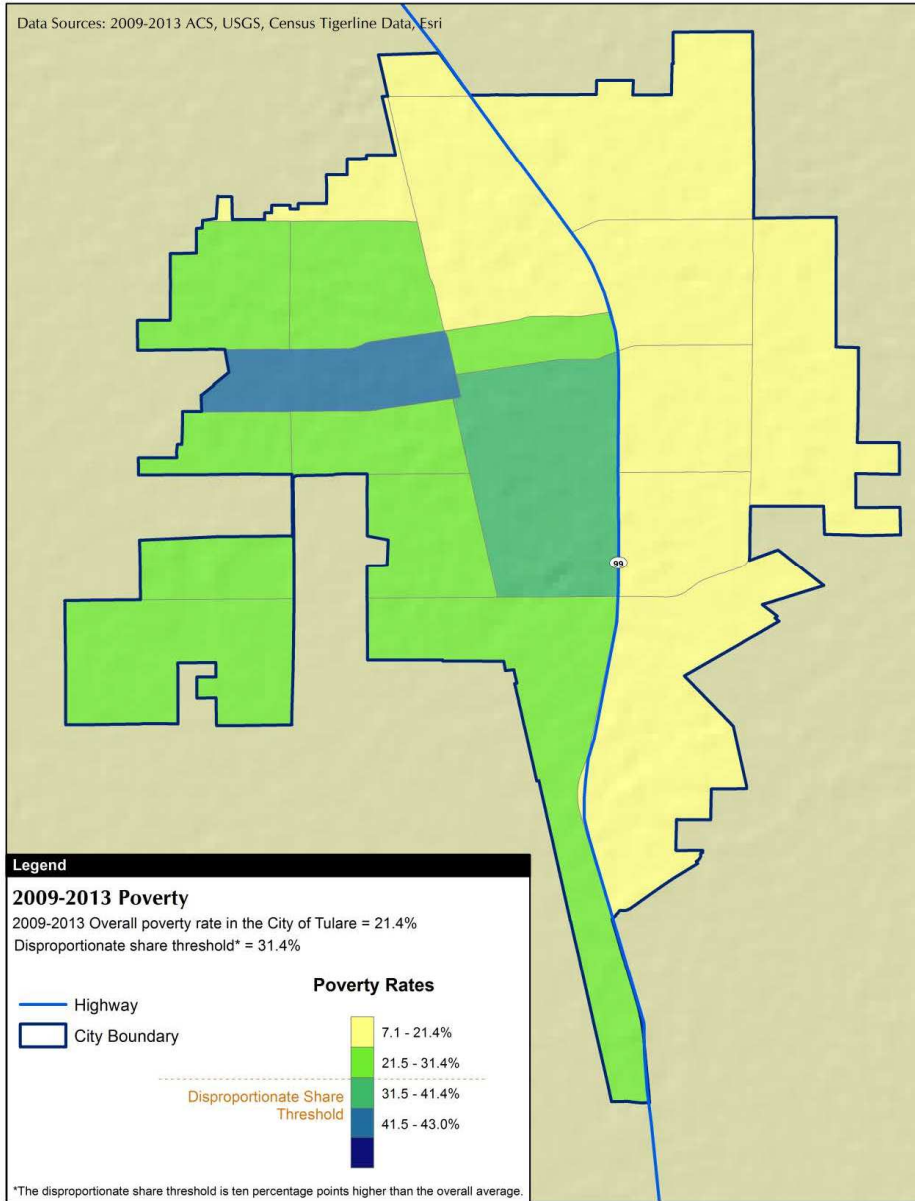 Data Sources: 2009-2013 ACS, USGS, Census Tigerline Data, Esri
99
Legend
2009-2013 Poverty
2009-2013 Overall poverty rate in the City of Tulare = 21.4%
Disproportionate share threshold* = 31.4%
Poverty Rates
Highway
City Boundary
7.1 - 21.4%
21.5 - 31.4%
31.5 - 41.4%
41.5 - 43.0%
Disproportionate Share
Threshold
*The disproportionate share threshold is ten percentage points higher than the overall average.